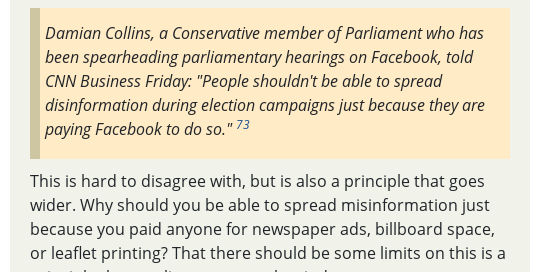 Damian Collins, a Conservative member of Parliament who has
been spearheading parliamentary hearings on Facebook, told
CNN Business Friday: "People shouldn't be able to spread
disinformation during election campaigns just because they are
paying Facebook to do so." 73
This is hard to disagree with, but is also a principle that goes
wider. Why should you be able to spread misinformation just
because you paid anyone for newspaper ads, billboard space,
or leaflet printing? That there should be some limits on this is a